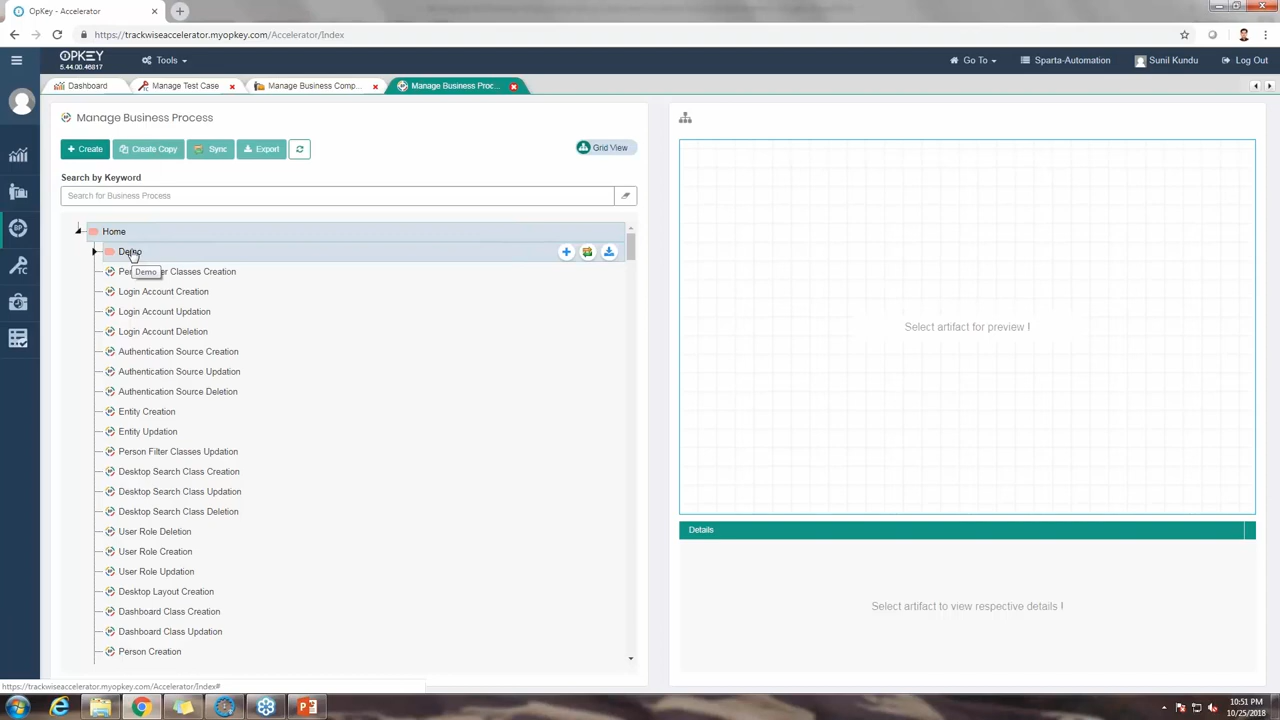 OpKey - Accelerator
https://trackwiseaccelerator.myopkey.com/Accelerator/Index
OPKEY
5.44.00.46817
Tools
Go To
Sparta-Automation
Sunil Kundu
Log Out
Dashboard
Manage Test Case
Manage Business Comp...
Manage Business Proc...
Manage Business Process
Create
Create Copy
Sync
Export
Grid View
Search by Keyword
Search for Business Process
Home
Demo
Demo
Login Account Creation
Login Account Updation
Login Account Deletion
Authentication Source Creation
Authentication Source Updation
Authentication Source Deletion
Entity Creation
Entity Updation
Person Filter Classes Updation
Desktop Search Class Creation
Desktop Search Class Updation
Desktop Search Class Deletion
User Role Deletion
User Role Creation
User Role Updation
Desktop Layout Creation
Dashboard Class Creation
Dashboard Class Updation
Person Creation
Select artifact for preview !
Details
Select artifact to view respective details !
https://trackwiseaccelerator.myopkey.com/Accelerator/Index#
10:51 PM
10/25/2018